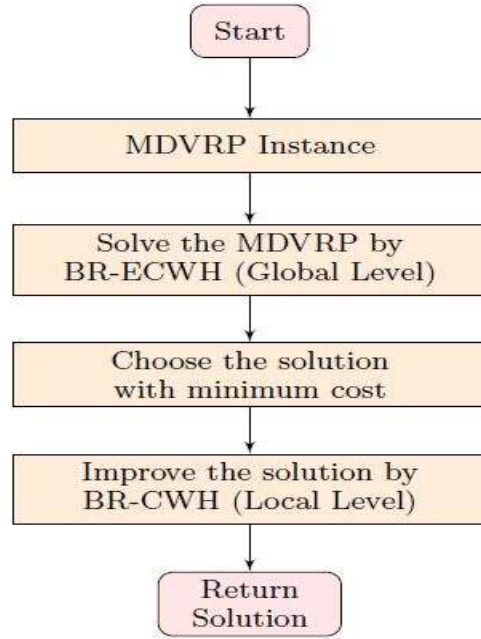 Start
MDVRP Instance
Solve the MDVRP by
BR-ECWH (Global Level)
Choose the solution
with minimum cost
Improve the solution by
BR-CWH (Local Level)
Return
Solution